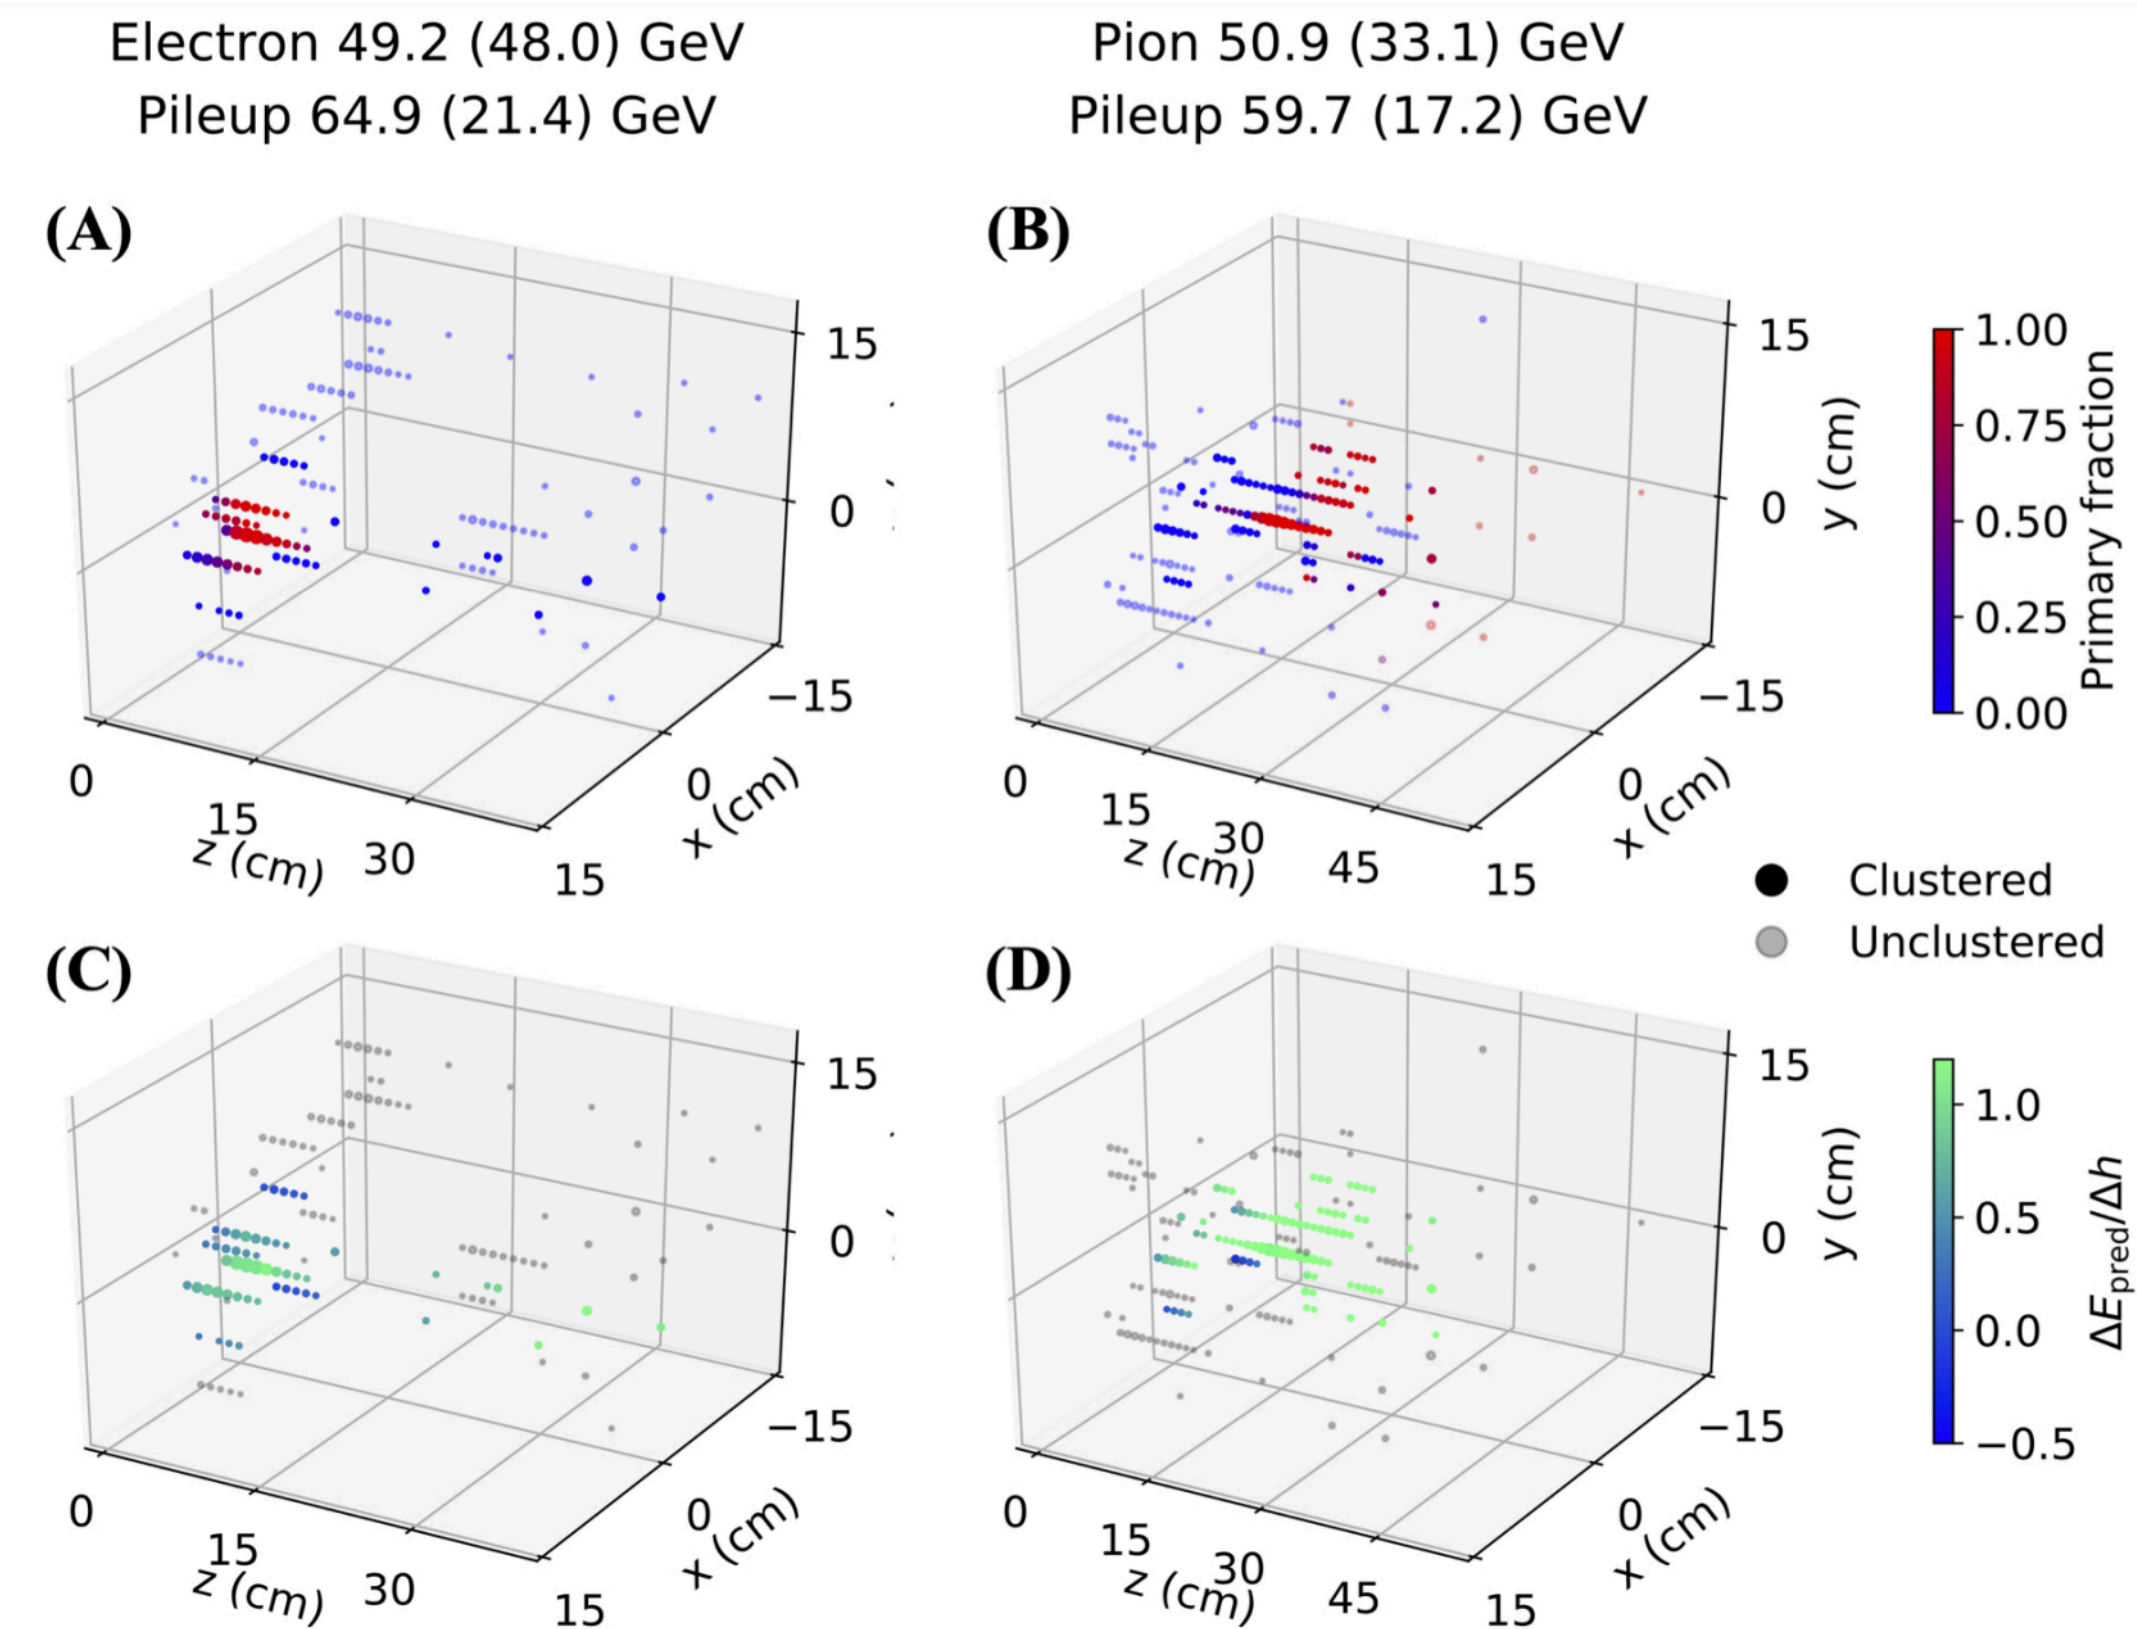 Electron 49.2 (48.0) GeV
Pileup 64.9 (21.4) GeV
Pion 50.9 (33.1) GeV
Pileup 59.7 (17.2) GeV
(A)
15
0
y (cm)
−15
0
x (cm)
15
0
15
30
z (cm)
(B)
15
0
y (cm)
−15
0
x (cm)
15
0
15
30
45
z (cm)
1.00
0.75
0.50
0.25
0.00
Primary fraction
Clustered
Unclustered
(C)
15
0
−15
0
x (cm)
15
0
15
30
z (cm)
(D)
15
0
y (cm)
−15
0
x (cm)
15
0
15
30
45
z (cm)
1.0
0.5
0.0
−0.5
ΔE_pred/Δh